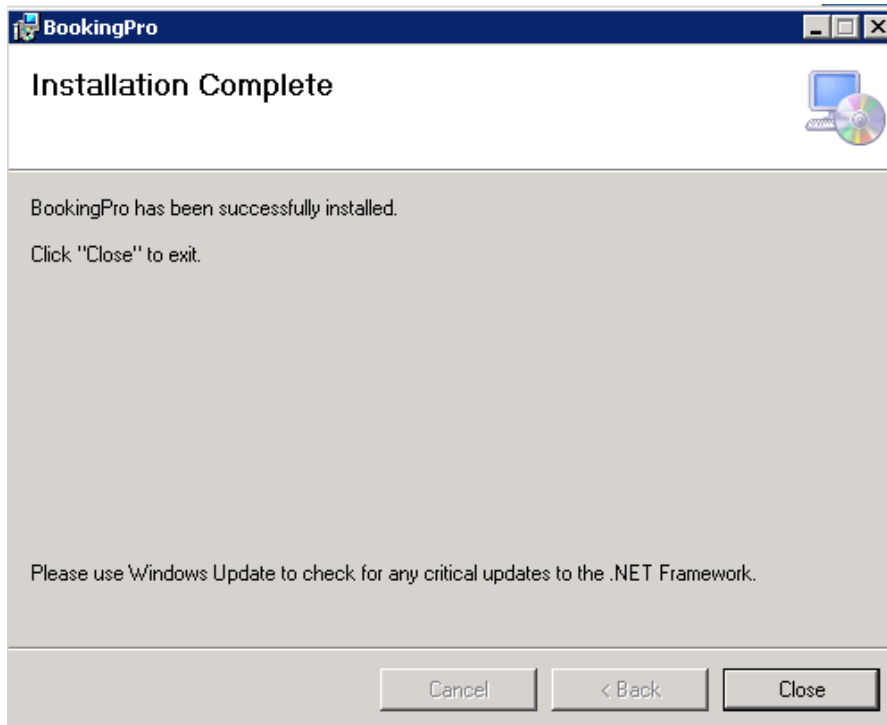 BookingPro
Installation Complete
BookingPro has been successfully installed.
Click "Close" to exit.
Please use Windows Update to check for any critical updates to the .NET Framework.
Cancel
< Back
Close